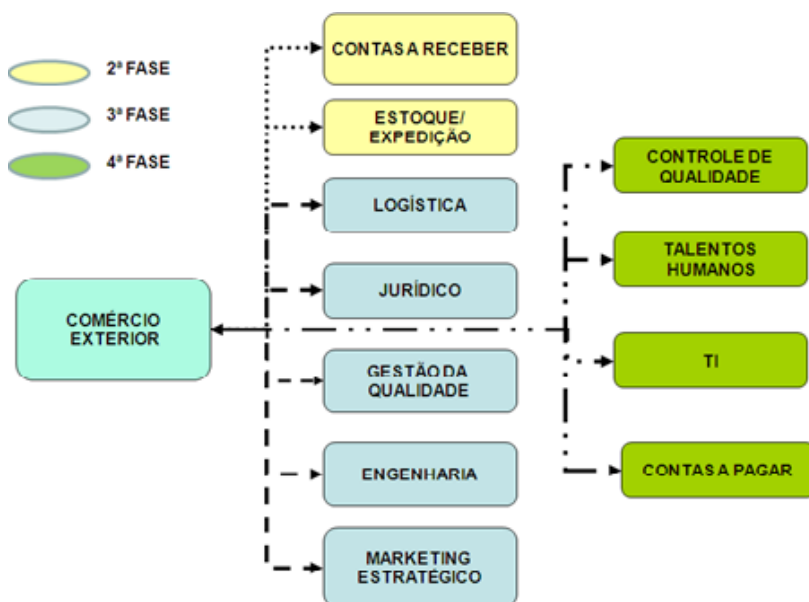 2ª FASE
3ª FASE
4ª FASE
CONTAS A RECEBER
ESTOQUE/
EXPEDIÇÃO
LOGÍSTICA
JURÍDICO
COMÉRCIO
EXTERIOR
GESTÃO DA
QUALIDADE
ENGENHARIA
MARKETING
ESTRATÉGICO
CONTROLE DE
QUALIDADE
TALENTOS
HUMANOS
TI
CONTAS A PAGAR